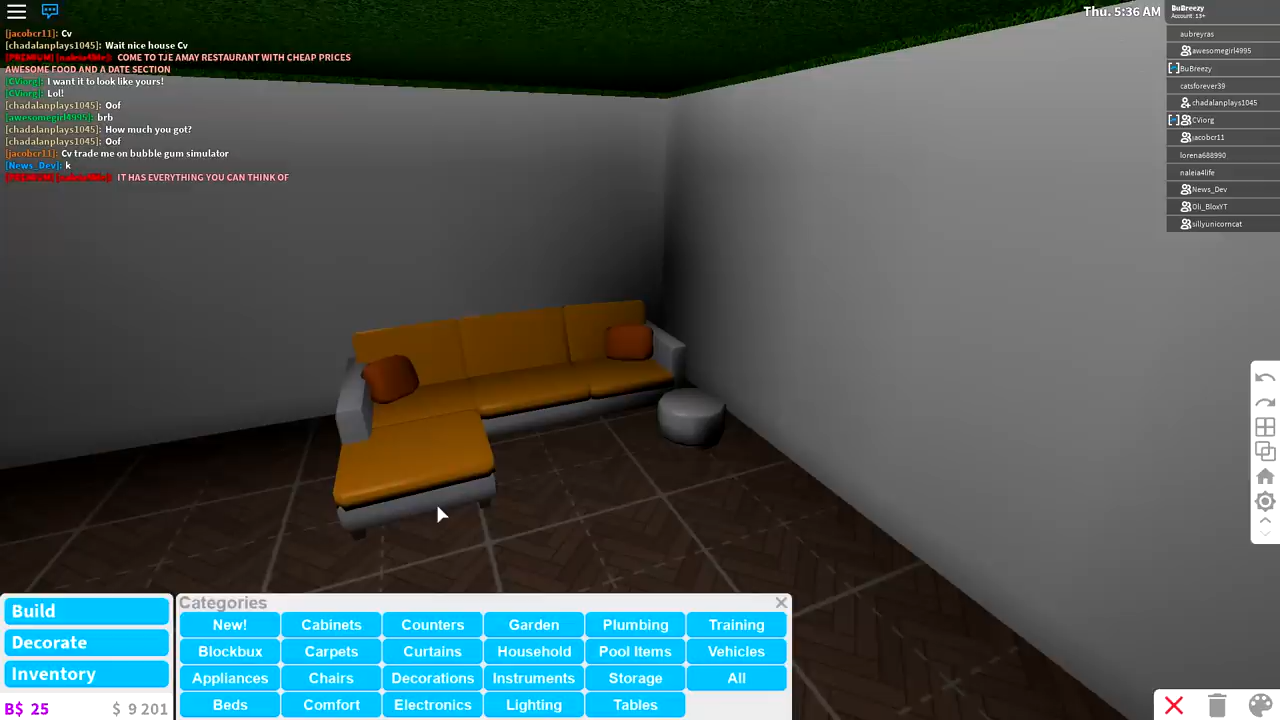 Thu. 5:36 AM
BuBreezy
Account: 13+
[jacobcr11]: Cv
[chadalanplays1045]: Wait nice house Cv
COME TO TJE AMAY RESTAURANT WITH CHEAP PRICES
AWESOME FOOD AND A DATE SECTION
[CViorg]: I want it to look like yours!
[CViorg]: Lol!
[chadalanplays1045]: Oof
[awesomegirl4995]: brb
[chadalanplays1045]: How much you got?
[chadalanplays1045]: Oof
[jacobcr11]: Cv trade me on bubble gum simulator
[News_Dev]: k
IT HAS EVERYTHING YOU CAN THINK OF
aubreyras
awesomegirl4995
BuBreezy
catsforever39
chadalanplays1045
CViorg
jacobcr11
lorena688990
naleia4life
News_Dev
Oli_BloxYT
sillyunicorncat
Build
Decorate
Inventory
B$ 25 $ 9 201
Categories
New! Cabinets Counters Garden Plumbing Training
Blockbux Carpets Curtains Household Pool Items Vehicles
Appliances Chairs Decorations Instruments Storage All
Beds Comfort Electronics Lighting Tables